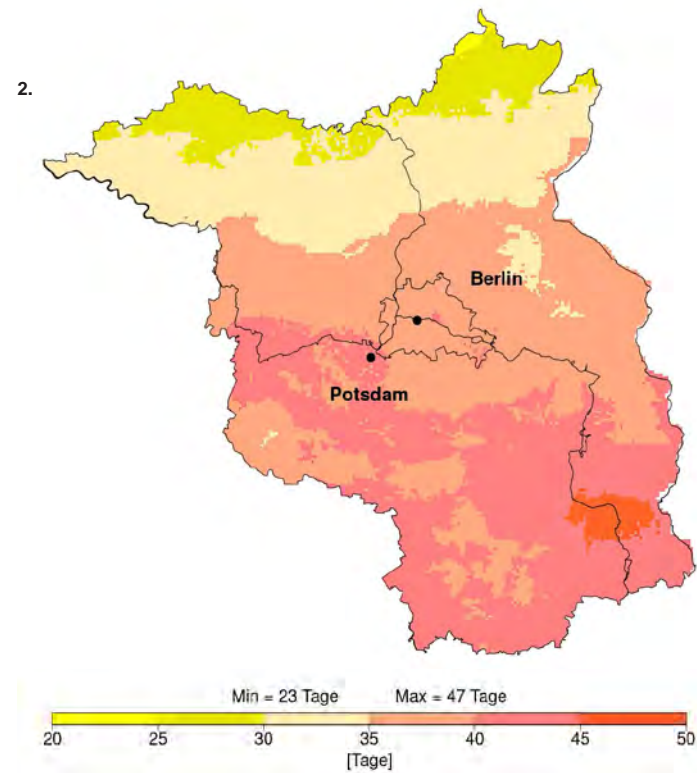 2.
Berlin
Potsdam
Min = 23 Tage Max = 47 Tage
20 25 30 35 40 45 50
[Tage]